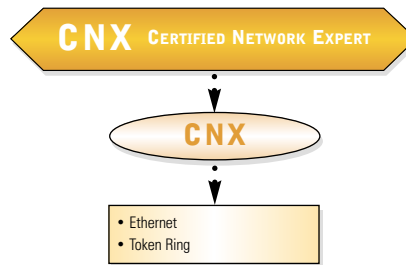 CNX CERTIFIED NETWORK EXPERT
CNX
• Ethernet
• Token Ring